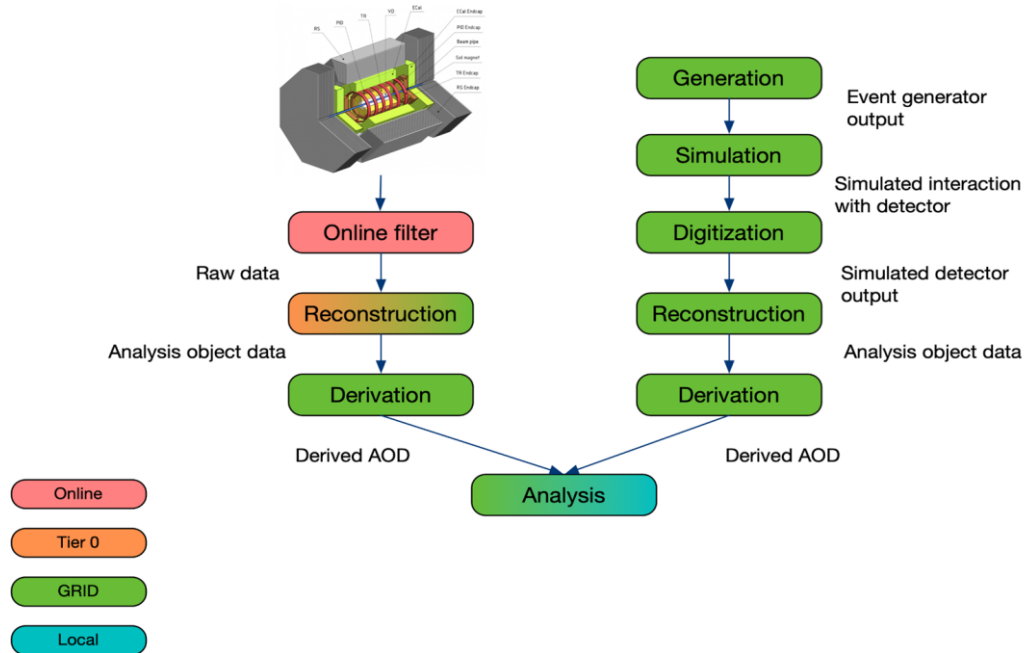 RS
PID
TR
VD
ECal
ECal Endcap
PID Endcap
Beam pipe
Sol magnet
TR Endcap
RS Endcap
Generation
Event generator
output
Simulation
Simulated interaction
with detector
Online filter
Digitization
Raw data
Simulated detector
output
Reconstruction
Reconstruction
Analysis object data
Analysis object data
Derivation
Derivation
Derived AOD
Derived AOD
Analysis
Online
Tier 0
GRID
Local